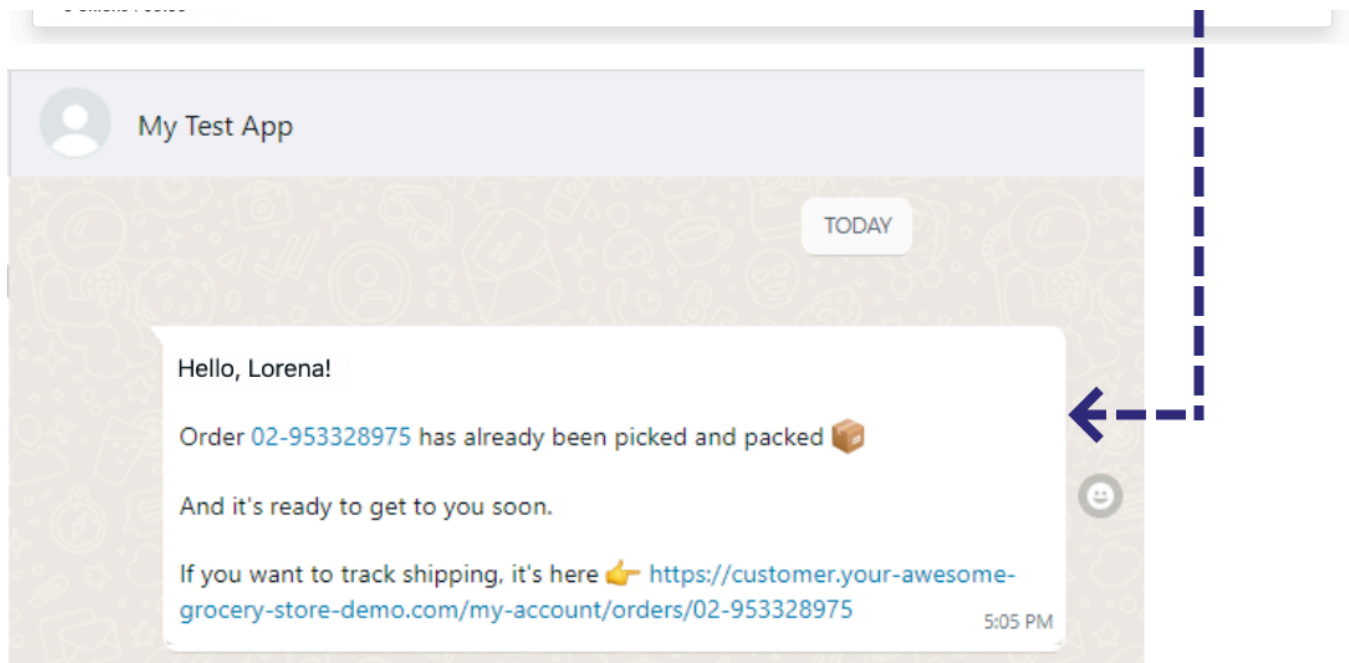 My Test App
TODAY
Hello, Lorena!
Order 02-953328975 has already been picked and packed 📦
And it's ready to get to you soon.
If you want to track shipping, it's here 👉 https://customer.your-awesome-
grocery-store-demo.com/my-account/orders/02-953328975
5:05 PM